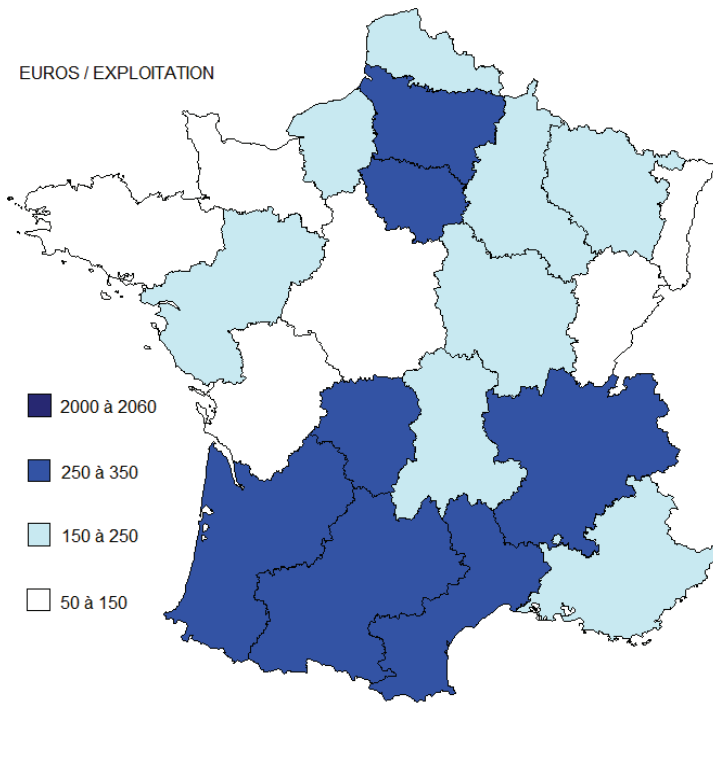 EUROS / EXPLOITATION
2000 à 2060
250 à 350
150 à 250
50 à 150